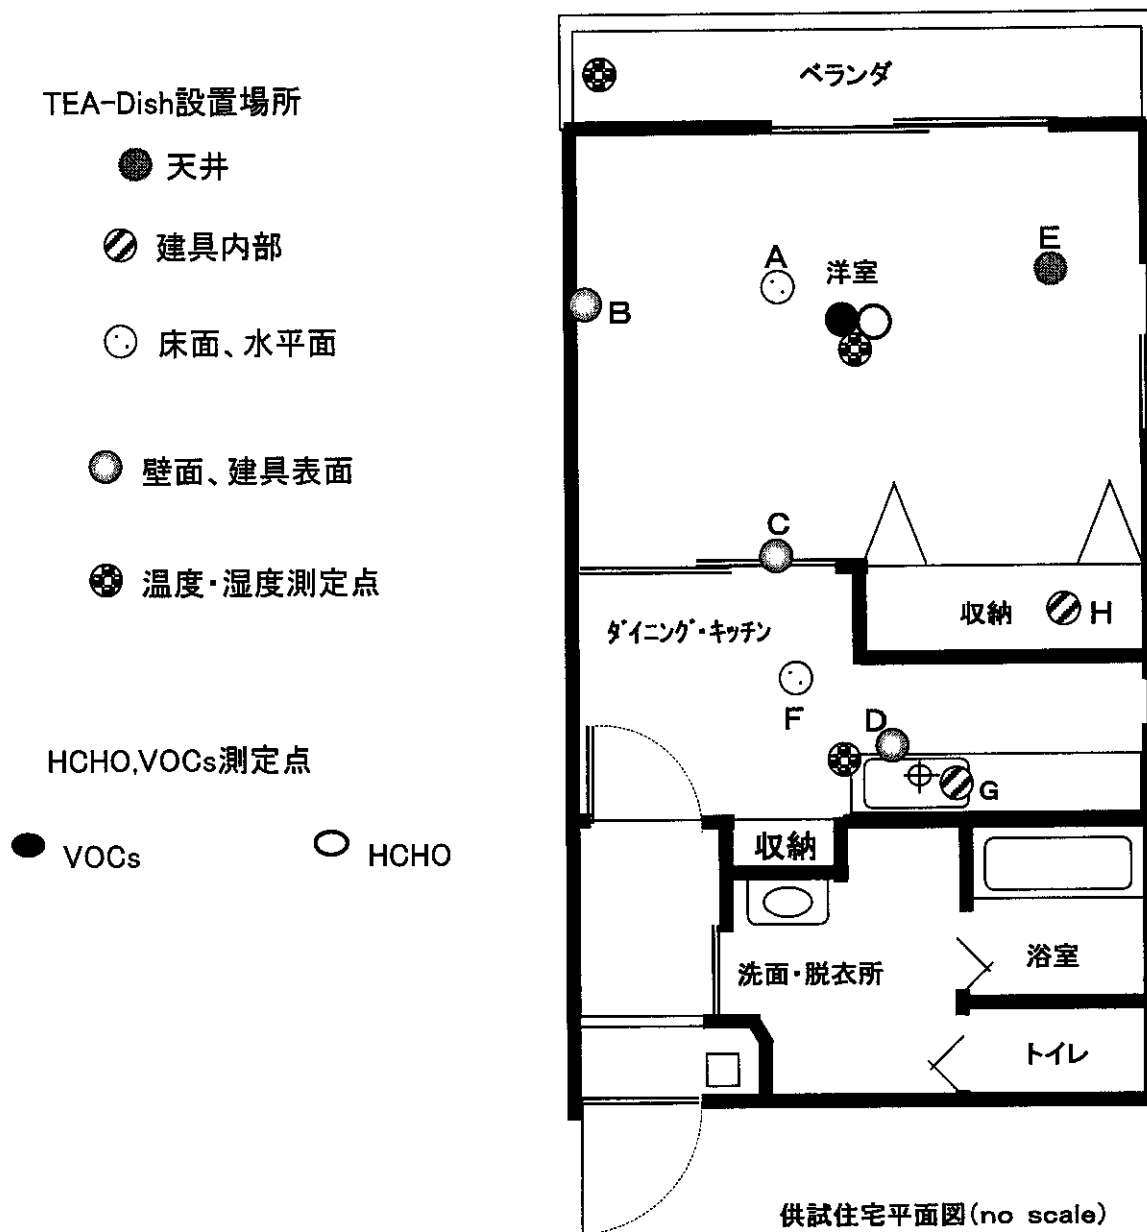 TEA-Dish設置場所
天井
建具内部
床面、水平面
壁面、建具表面
温度・湿度測定点
HCHO,VOCs測定点
VOCs
HCHO
ベランダ
A
洋室
E
B
C
収納
H
ダイニング・キッチン
F
D
G
収納
洗面・脱衣所
浴室
トイレ
供試住宅平面図(no scale)